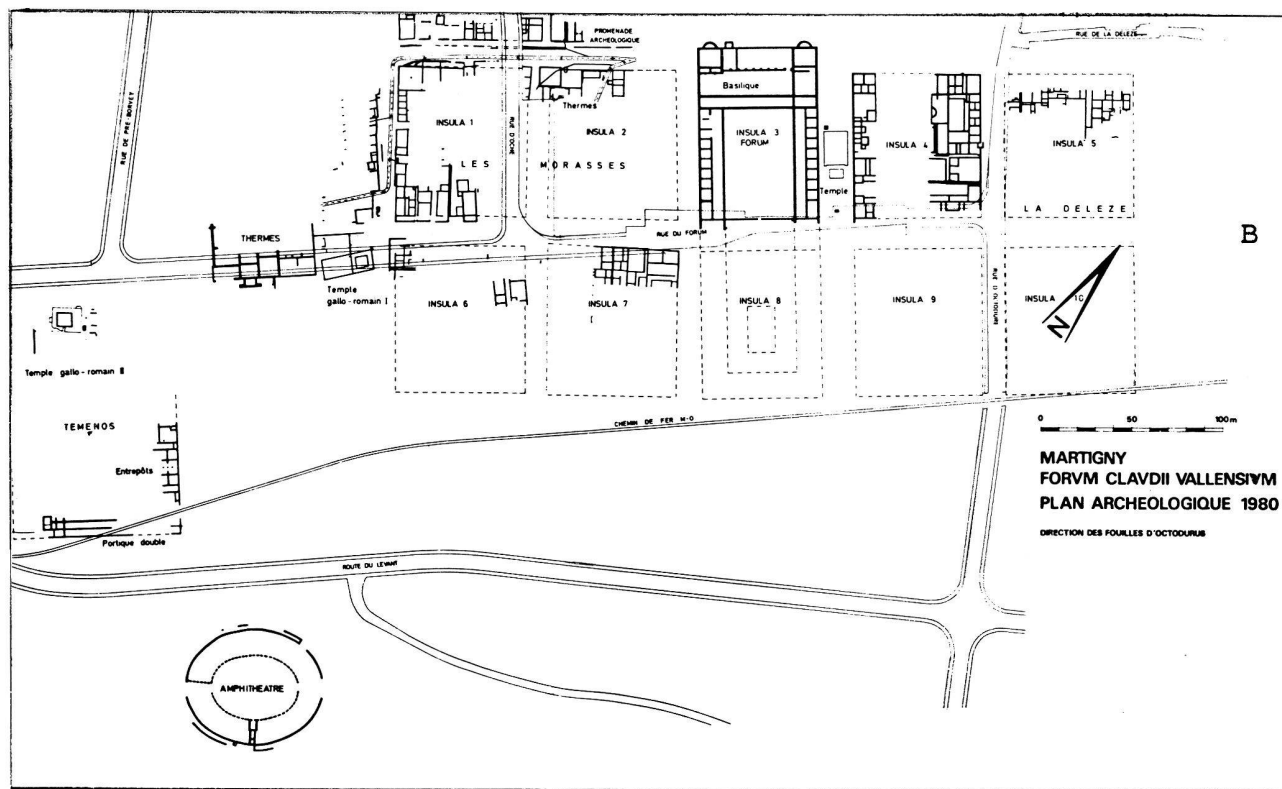 PROMENADE
ARCHEOLOGIQUE
RUE DE LA DELEZE
RUE DE PRE-BORVEY
Basilique
Thermes
RUE D'OCHE
INSULA 1
INSULA 2
INSULA 3
FORUM
INSULA 4
INSULA 5
LES MORASSES
Temple
LA DELEZE
RUE DU FORUM
B
THERMES
Temple
gallo-romain I
INSULA 6
INSULA 7
INSULA 8
INSULA 9
RUE D'OCTODURE
INSULA 10
N
Temple gallo-romain II
TEMENOS
CHEMIN DE FER M-O
0 50 100m
Entrepôts
MARTIGNY
FORVM CLAVDII VALLENSIVM
PLAN ARCHEOLOGIQUE 1980
DIRECTION DES FOUILLES D'OCTODURUS
Portique double
ROUTE DU LEVANT
AMPHITHEATRE